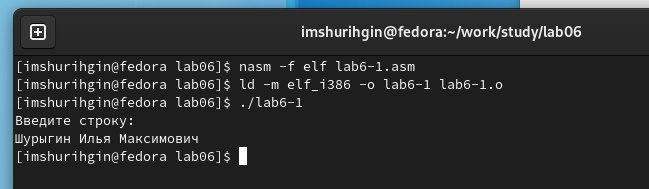 imshurihgin@fedora:~/work/study/lab06
[imshurihgin@fedora lab06]$ nasm -f elf lab6-1.asm
[imshurihgin@fedora lab06]$ ld -m elf_i386 -o lab6-1 lab6-1.o
[imshurihgin@fedora lab06]$ ./lab6-1
Введите строку:
Шурыгин Илья Максимович
[imshurihgin@fedora lab06]$